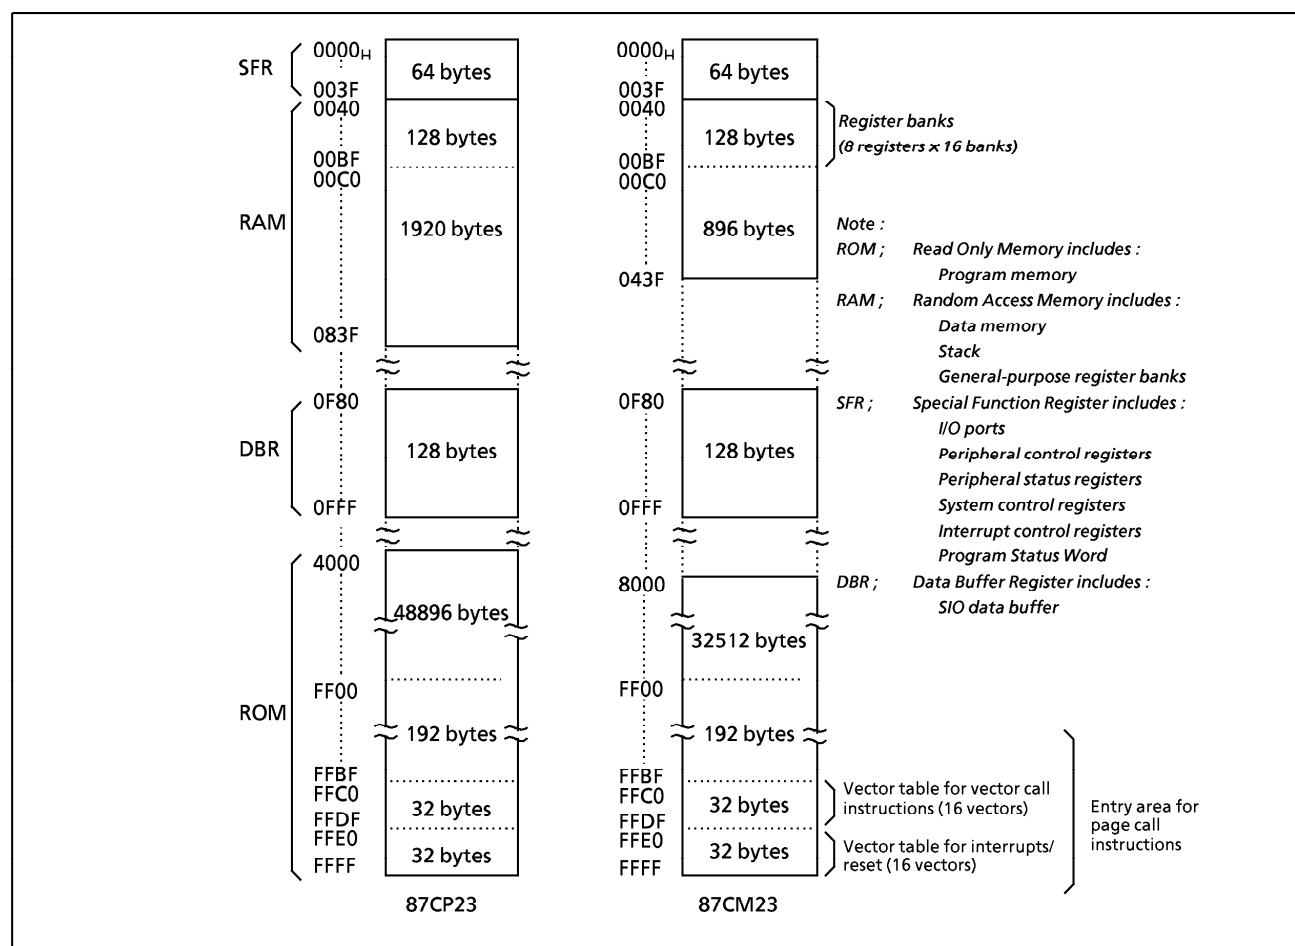 SFR
RAM
DBR
ROM
0000H
003F
0040
00BF
00C0
083F
0F80
0FFF
4000
FF00
FFBF
FFC0
FFDF
FFE0
FFFF
64 bytes
128 bytes
1920 bytes
128 bytes
48896 bytes
192 bytes
32 bytes
32 bytes
87CP23
0000H
003F
0040
00BF
00C0
043F
0F80
0FFF
8000
FF00
FFBF
FFC0
FFDF
FFE0
FFFF
64 bytes
128 bytes
896 bytes
128 bytes
32512 bytes
192 bytes
32 bytes
32 bytes
87CM23
Register banks
(8 registers x 16 banks)
Note :
ROM ; Read Only Memory includes :
Program memory
RAM ; Random Access Memory includes :
Data memory
Stack
General-purpose register banks
SFR ; Special Function Register includes :
I/O ports
Peripheral control registers
Peripheral status registers
System control registers
Interrupt control registers
Program Status Word
DBR ; Data Buffer Register includes :
SIO data buffer
Vector table for vector call
instructions (16 vectors)
Vector table for interrupts/
reset (16 vectors)
Entry area for
page call
instructions